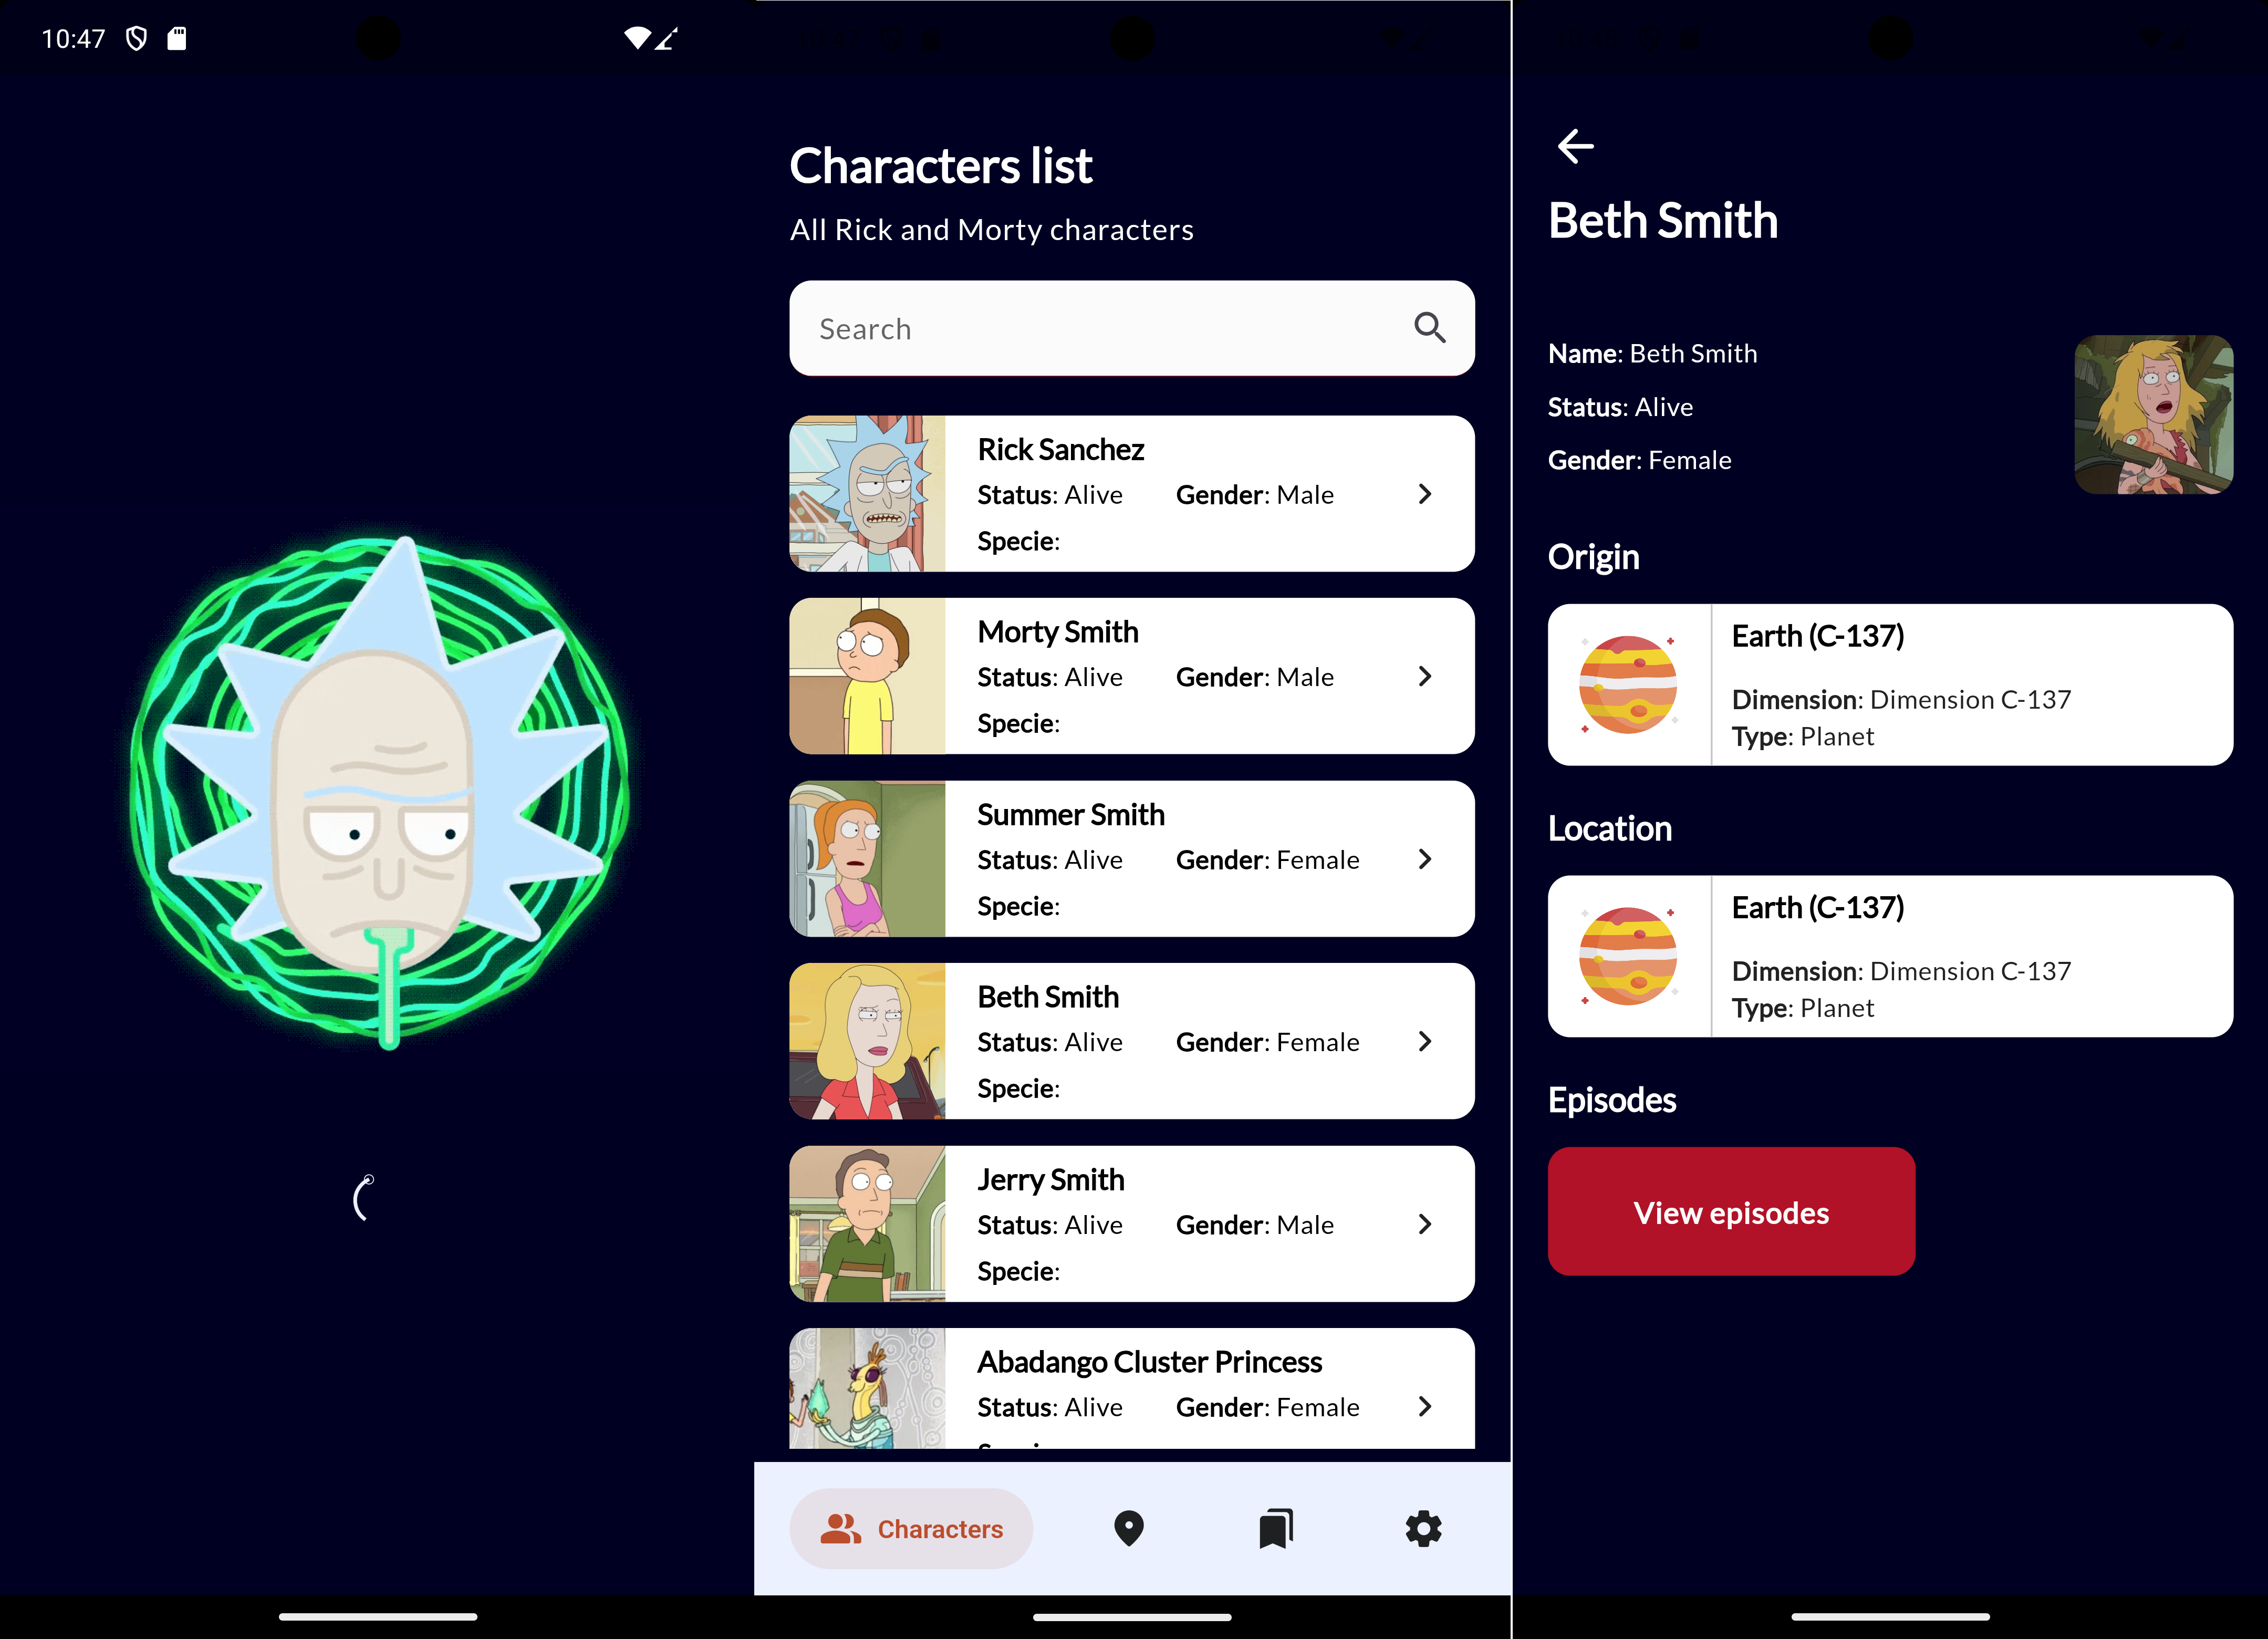 10:47
Characters list
All Rick and Morty characters
Search
Rick Sanchez
Status: Alive Gender: Male
Specie:
Morty Smith
Status: Alive Gender: Male
Specie:
Summer Smith
Status: Alive Gender: Female
Specie:
Beth Smith
Status: Alive Gender: Female
Specie:
Jerry Smith
Status: Alive Gender: Male
Specie:
Abadango Cluster Princess
Status: Alive Gender: Female
Characters
Beth Smith
Name: Beth Smith
Status: Alive
Gender: Female
Origin
Earth (C-137)
Dimension: Dimension C-137
Type: Planet
Location
Earth (C-137)
Dimension: Dimension C-137
Type: Planet
Episodes
View episodes